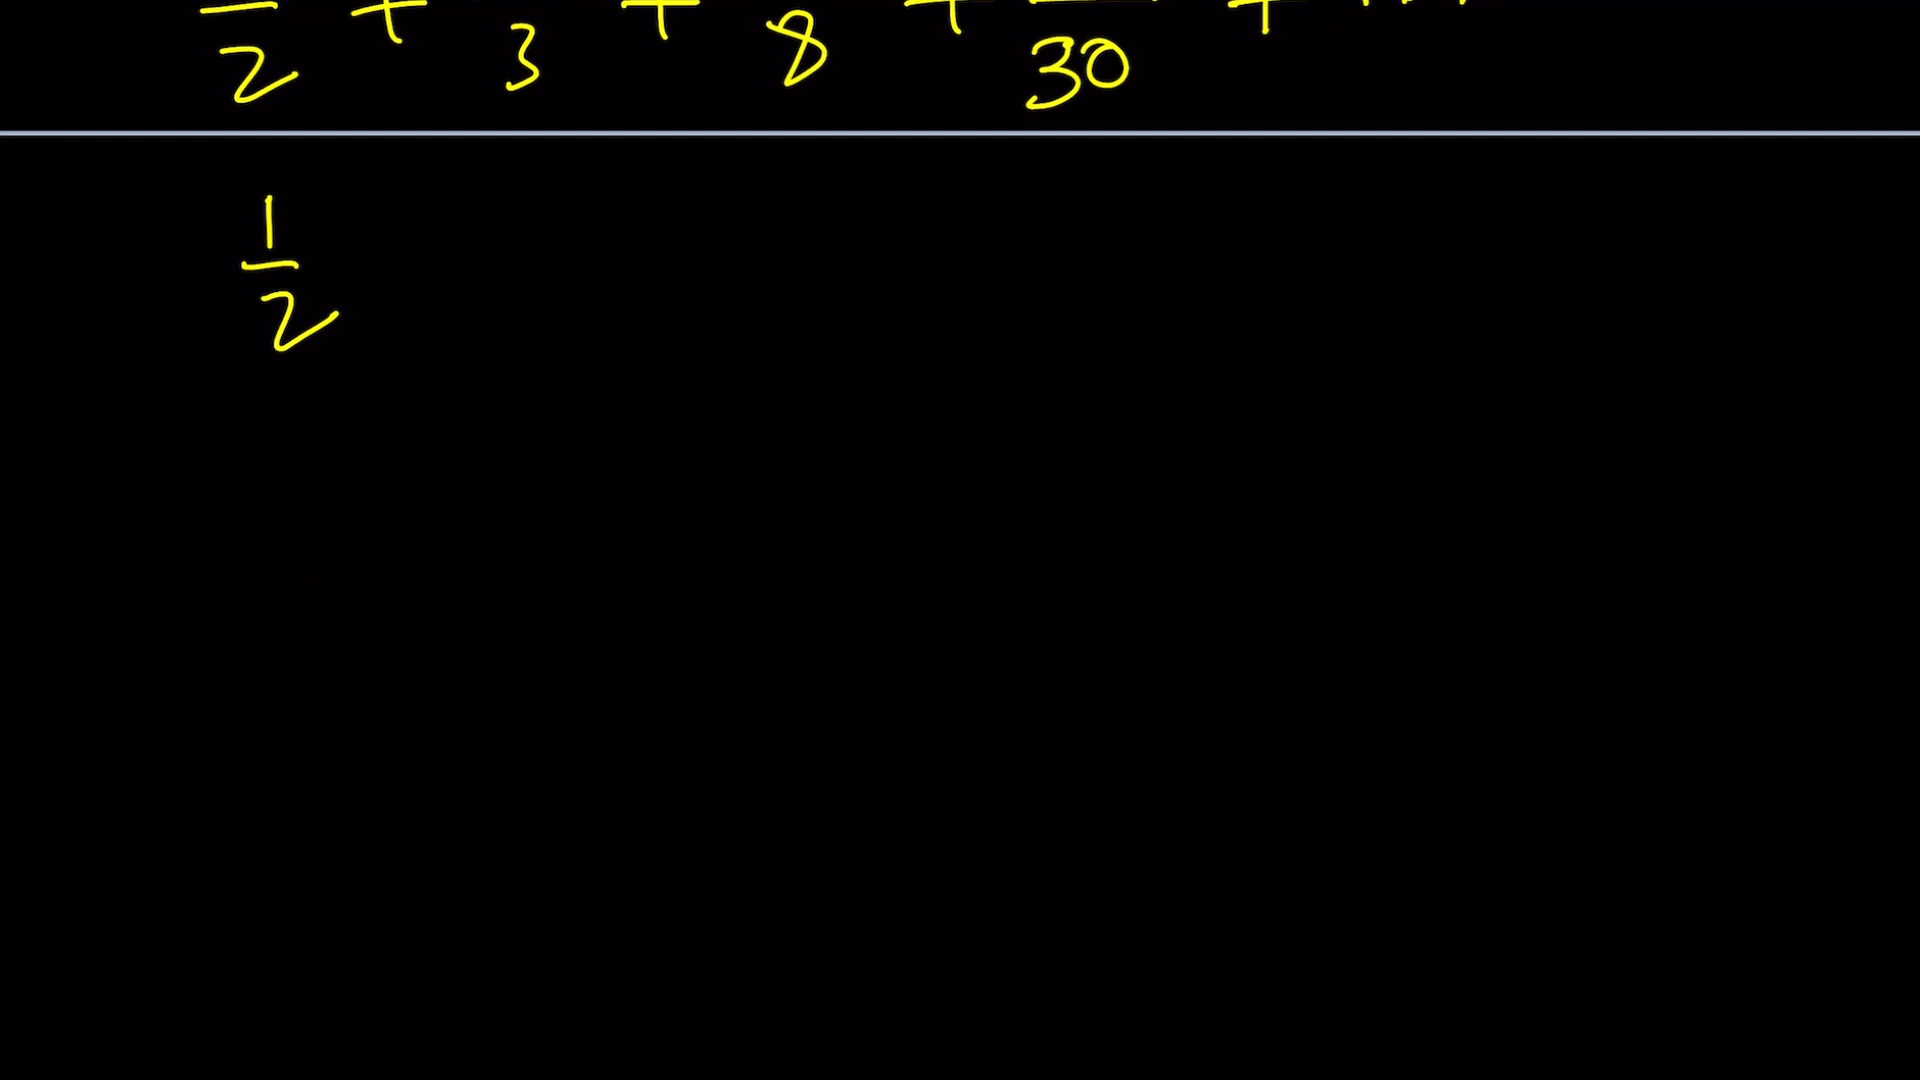 2 + 3 + 8 + 30 + ...
1/2